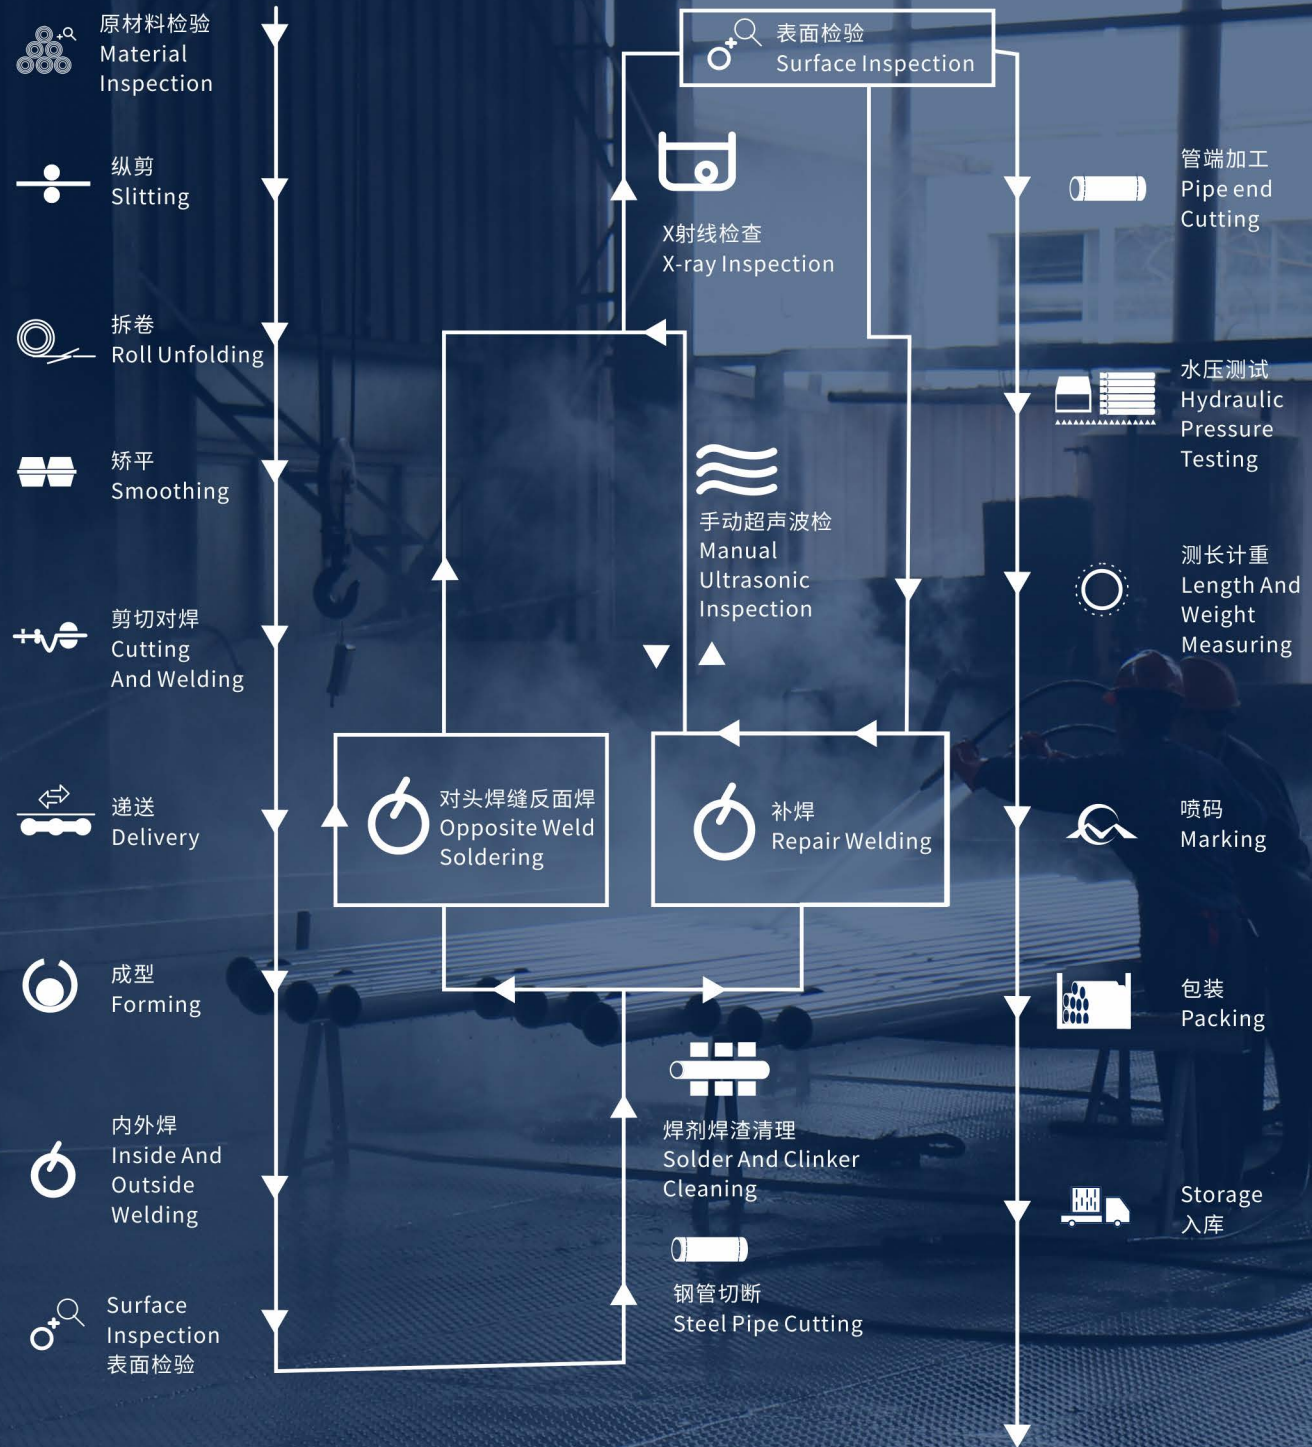 原材料检验
Material
Inspection
纵剪
Slitting
拆卷
Roll Unfolding
矫平
Smoothing
剪切对焊
Cutting
And Welding
递送
Delivery
成型
Forming
内外焊
Inside And
Outside
Welding
Surface
Inspection
表面检验
钢管切断
Steel Pipe Cutting
焊剂焊渣清理
Solder And Clinker
Cleaning
对头焊缝反面焊
Opposite Weld
Soldering
补焊
Repair Welding
手动超声波检
Manual
Ultrasonic
Inspection
X射线检查
X-ray Inspection
表面检验
Surface Inspection
管端加工
Pipe end
Cutting
水压测试
Hydraulic
Pressure
Testing
测长计重
Length And
Weight
Measuring
喷码
Marking
包装
Packing
Storage
入库